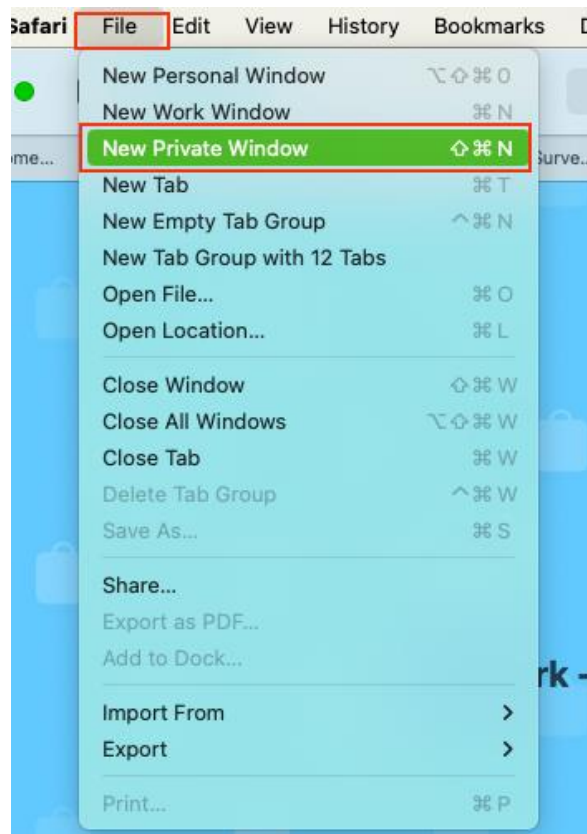 Safari File Edit View History Bookmarks
New Personal Window ⌥⇧⌘0
New Work Window ⌘N
New Private Window ⇧⌘N
New Tab ⌘T
New Empty Tab Group ^⌘N
New Tab Group with 12 Tabs
Open File... ⌘O
Open Location... ⌘L
Close Window ⇧⌘W
Close All Windows ⌥⇧⌘W
Close Tab ⌘W
Delete Tab Group ^⌘W
Save As... ⌘S
Share...
Export as PDF...
Add to Dock...
Import From >
Export >
Print... ⌘P